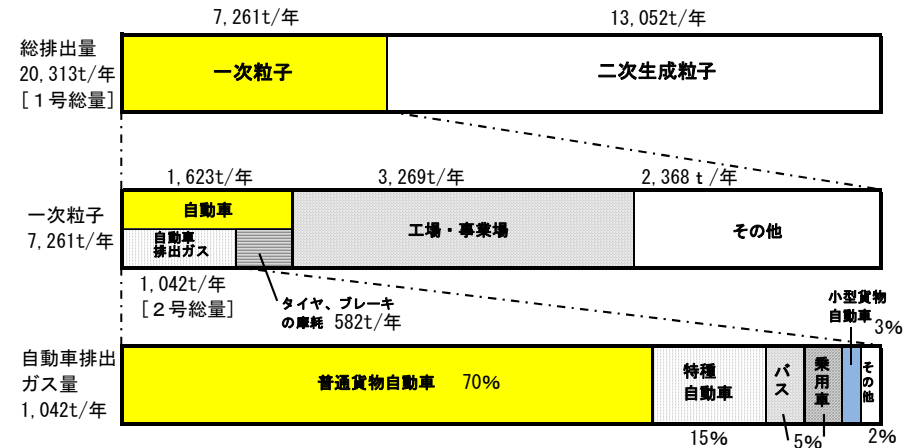 7,261t/年
13,052t/年
総排出量
20,313t/年
[１号総量]
一次粒子
二次生成粒子
1,623t/年
3,269t/年
2,368ｔ/年
一次粒子
7,261t/年
自動車
自動車
排出ガス
工場・事業場
その他
1,042t/年
[２号総量]
タイヤ、ブレーキ
の摩耗 582t/年
小型貨物
自動車
3%
自動車排出
ガス量
1,042t/年
普通貨物自動車 70%
特種
自動車
バス
乗用車
その他
15%
5%
2%